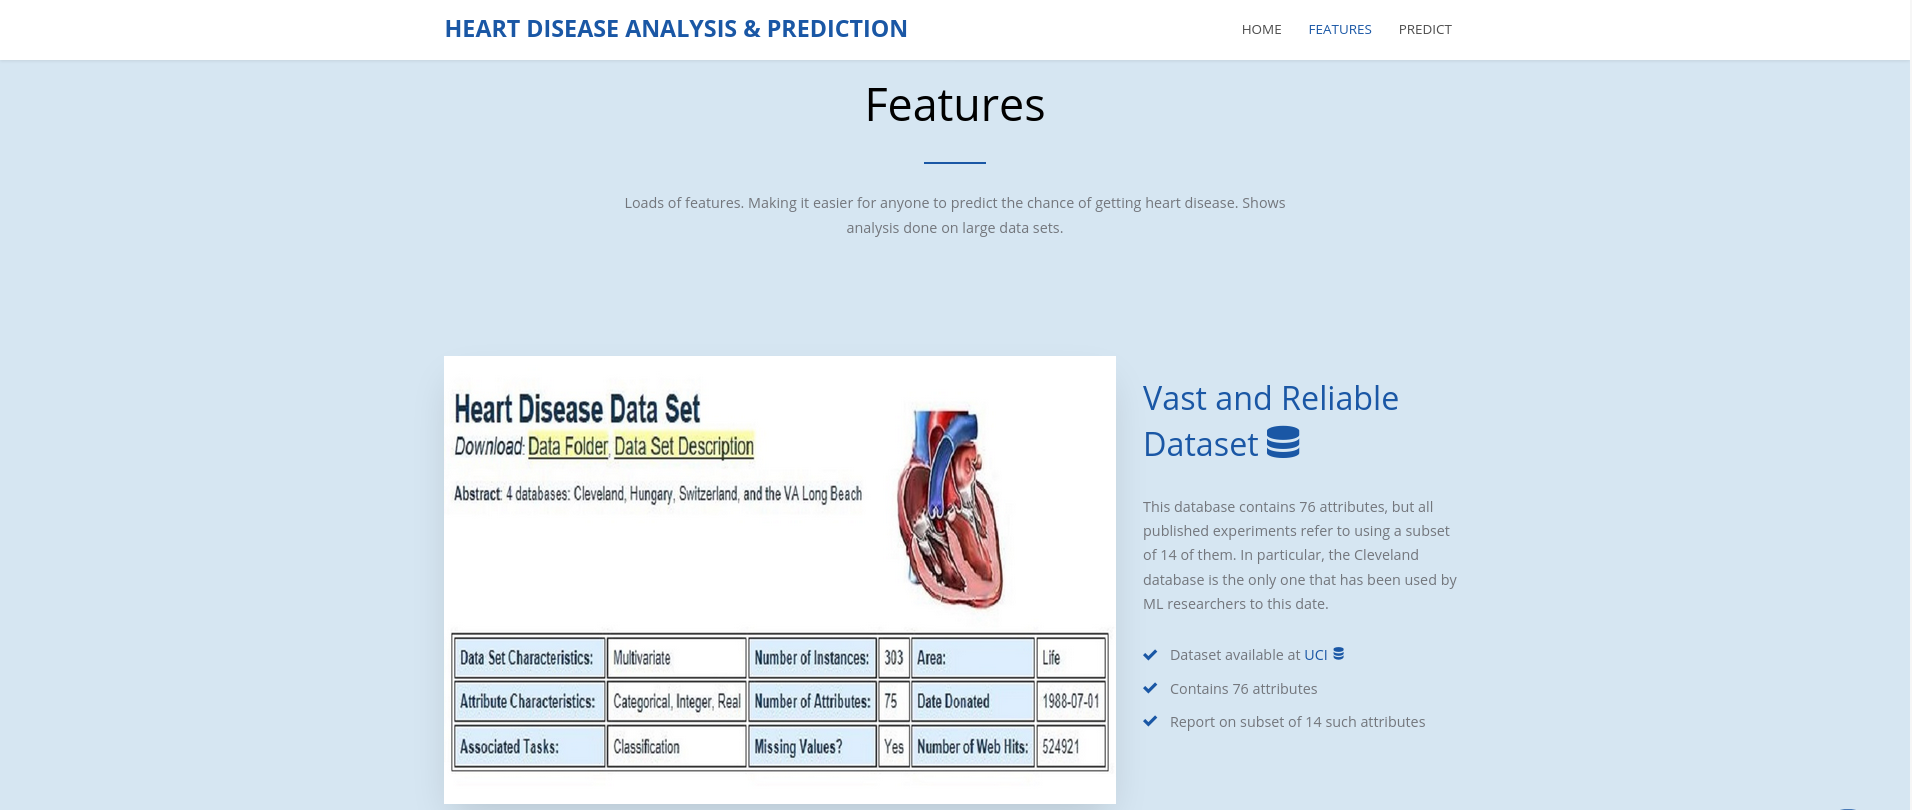 HEART DISEASE ANALYSIS & PREDICTION
HOME FEATURES PREDICT
Features
Loads of features. Making it easier for anyone to predict the chance of getting heart disease. Shows
analysis done on large data sets.
Heart Disease Data Set
Download: Data Folder, Data Set Description
Abstract: 4 databases: Cleveland, Hungary, Switzerland, and the VA Long Beach
Data Set Characteristics: Multivariate Number of Instances: 303 Area: Life
Attribute Characteristics: Categorical, Integer, Real Number of Attributes: 75 Date Donated 1988-07-01
Associated Tasks: Classification Missing Values? Yes Number of Web Hits: 524921
Vast and Reliable
Dataset
This database contains 76 attributes, but all
published experiments refer to using a subset
of 14 of them. In particular, the Cleveland
database is the only one that has been used by
ML researchers to this date.
Dataset available at UCI
Contains 76 attributes
Report on subset of 14 such attributes